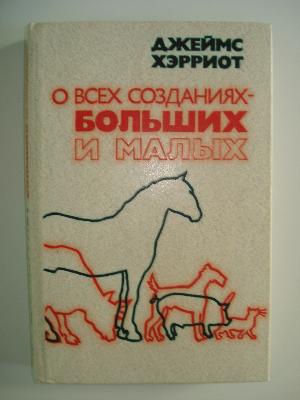 ДЖЕЙМС
ХЭРРИОТ
О ВСЕХ СОЗДАНИЯХ-
БОЛЬШИХ
И МАЛЫХ